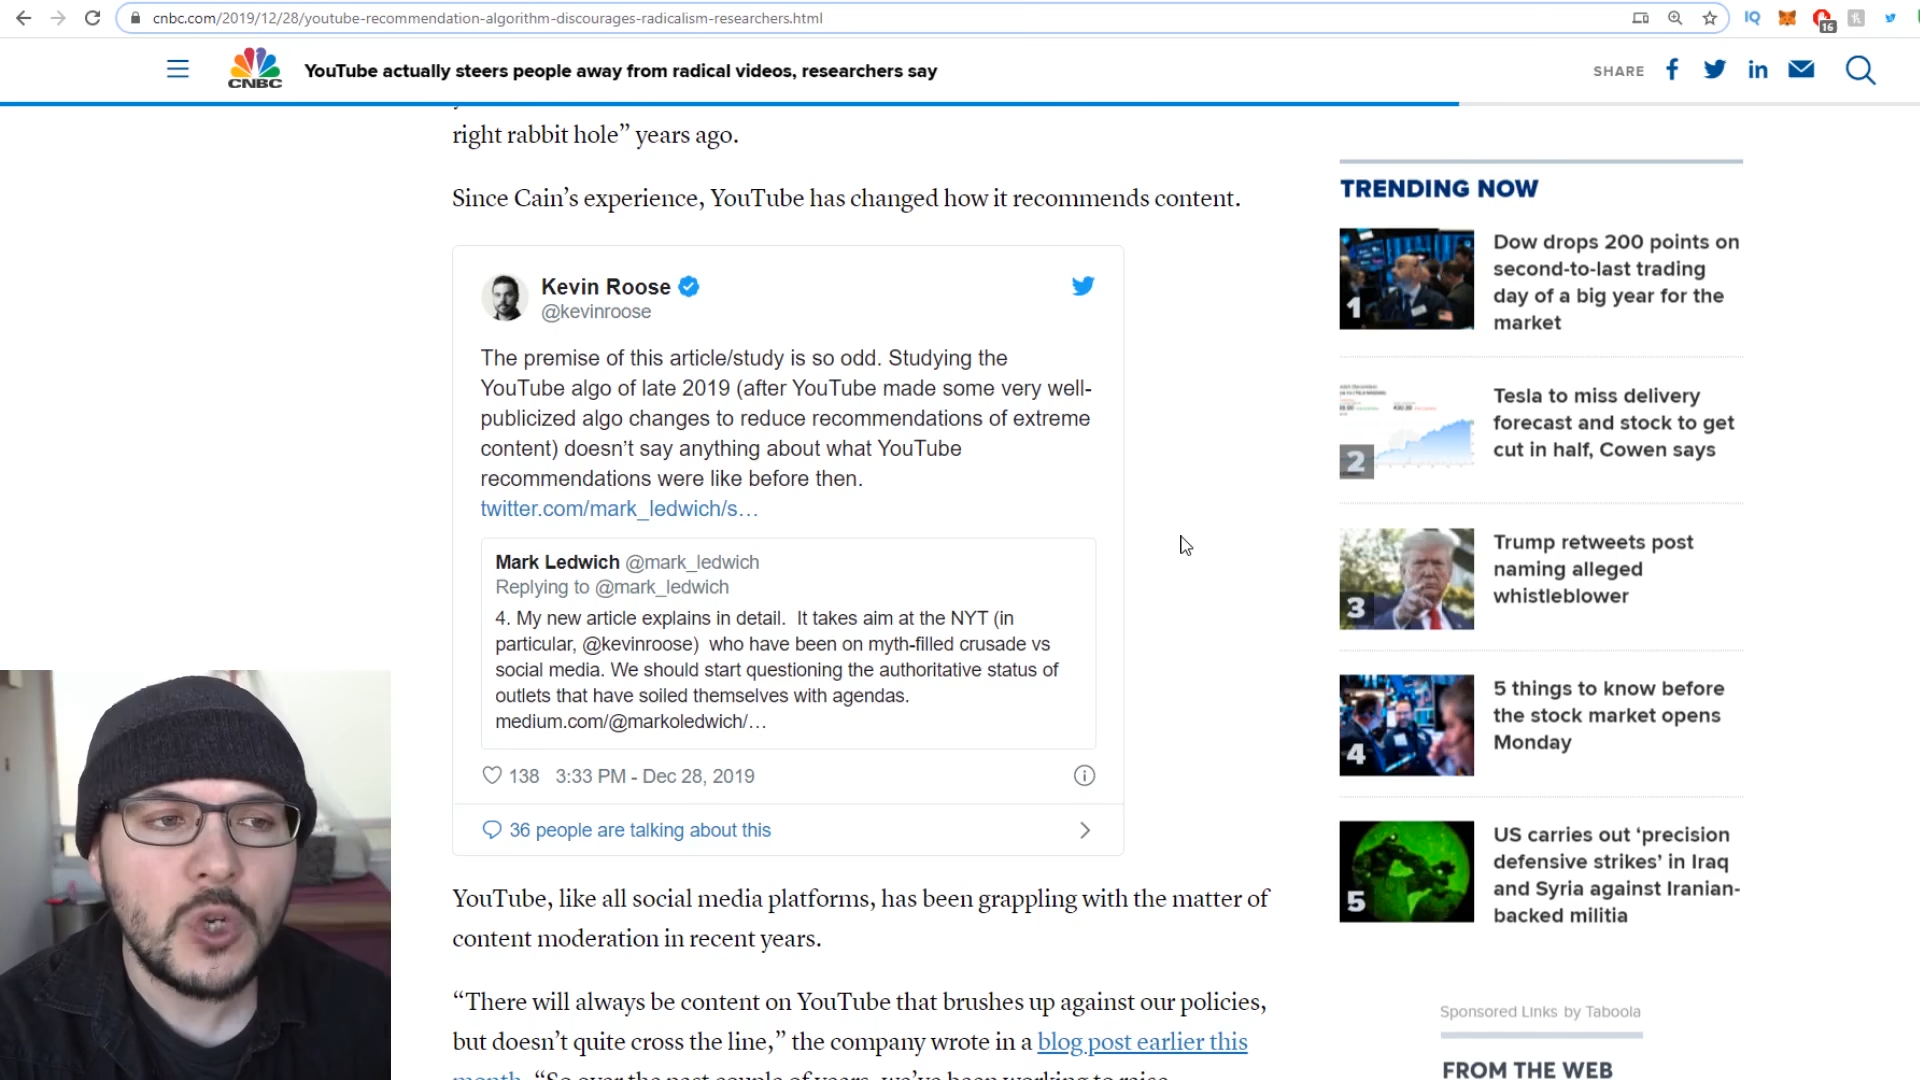 cnbc.com/2019/12/28/youtube-recommendation-algorithm-discourages-radicalism-researchers.html
IQ
16
CNBC
YouTube actually steers people away from radical videos, researchers say
SHARE
right rabbit hole” years ago.
Since Cain’s experience, YouTube has changed how it recommends content.
Kevin Roose
@kevinroose
The premise of this article/study is so odd. Studying the
YouTube algo of late 2019 (after YouTube made some very well-
publicized algo changes to reduce recommendations of extreme
content) doesn’t say anything about what YouTube
recommendations were like before then.
twitter.com/mark_ledwich/s…
Mark Ledwich @mark_ledwich
Replying to @mark_ledwich
4. My new article explains in detail. It takes aim at the NYT (in
particular, @kevinroose) who have been on myth-filled crusade vs
social media. We should start questioning the authoritative status of
outlets that have soiled themselves with agendas.
medium.com/@markoledwich/…
138 3:33 PM - Dec 28, 2019
36 people are talking about this
YouTube, like all social media platforms, has been grappling with the matter of
content moderation in recent years.
“There will always be content on YouTube that brushes up against our policies,
but doesn’t quite cross the line,” the company wrote in a blog post earlier this
month. “So over the past couple of years, we’ve been working to raise
TRENDING NOW
1
Dow drops 200 points on
second-to-last trading
day of a big year for the
market
2
Tesla to miss delivery
forecast and stock to get
cut in half, Cowen says
3
Trump retweets post
naming alleged
whistleblower
4
5 things to know before
the stock market opens
Monday
5
US carries out ‘precision
defensive strikes’ in Iraq
and Syria against Iranian-
backed militia
Sponsored Links by Taboola
FROM THE WEB